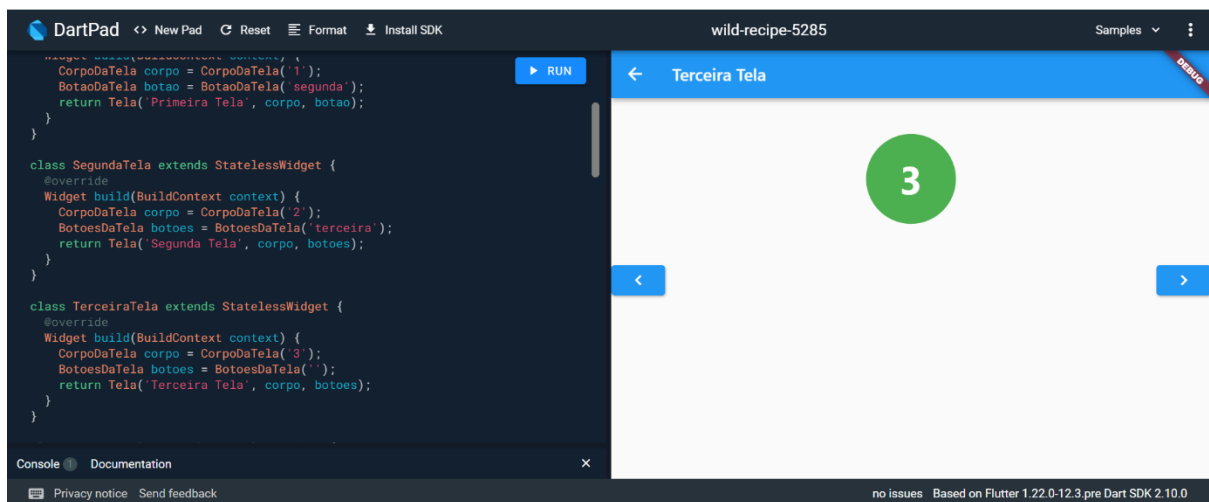 DartPad <> New Pad Reset Format Install SDK wild-recipe-5285 Samples
Widget build(BuildContext context) {
CorpoDaTela corpo = CorpoDaTela('1');
BotaoDaTela botao = BotaoDaTela('segunda');
return Tela('Primeira Tela', corpo, botao);
}
}
class SegundaTela extends StatelessWidget {
@override
Widget build(BuildContext context) {
CorpoDaTela corpo = CorpoDaTela('2');
BotoesDaTela botoes = BotoesDaTela('terceira');
return Tela('Segunda Tela', corpo, botoes);
}
}
class TerceiraTela extends StatelessWidget {
@override
Widget build(BuildContext context) {
CorpoDaTela corpo = CorpoDaTela('3');
BotoesDaTela botoes = BotoesDaTela('');
return Tela('Terceira Tela', corpo, botoes);
}
}
RUN
Console 1 Documentation ×
Terceira Tela
DEBUG
3
Privacy notice Send feedback
no issues Based on Flutter 1.22.0-12.3.pre Dart SDK 2.10.0